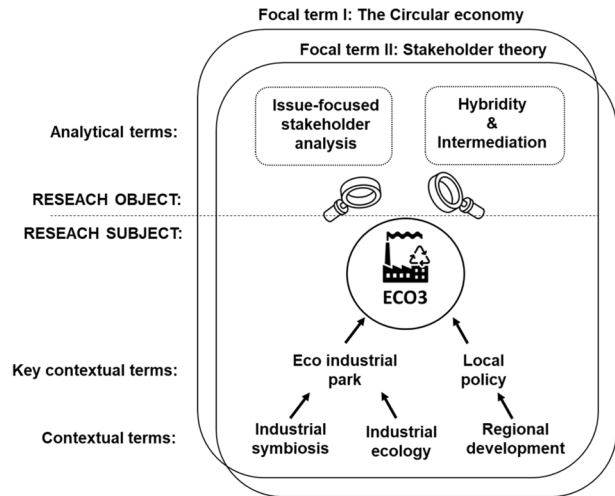 Focal term I: The Circular economy
Focal term II: Stakeholder theory
Analytical terms:
Issue-focused
stakeholder
analysis
Hybridity
&
Intermediation
RESEACH OBJECT:
RESEACH SUBJECT:
ECO3
Key contextual terms:
Eco industrial
park
Local
policy
Contextual terms:
Industrial
symbiosis
Industrial
ecology
Regional
development